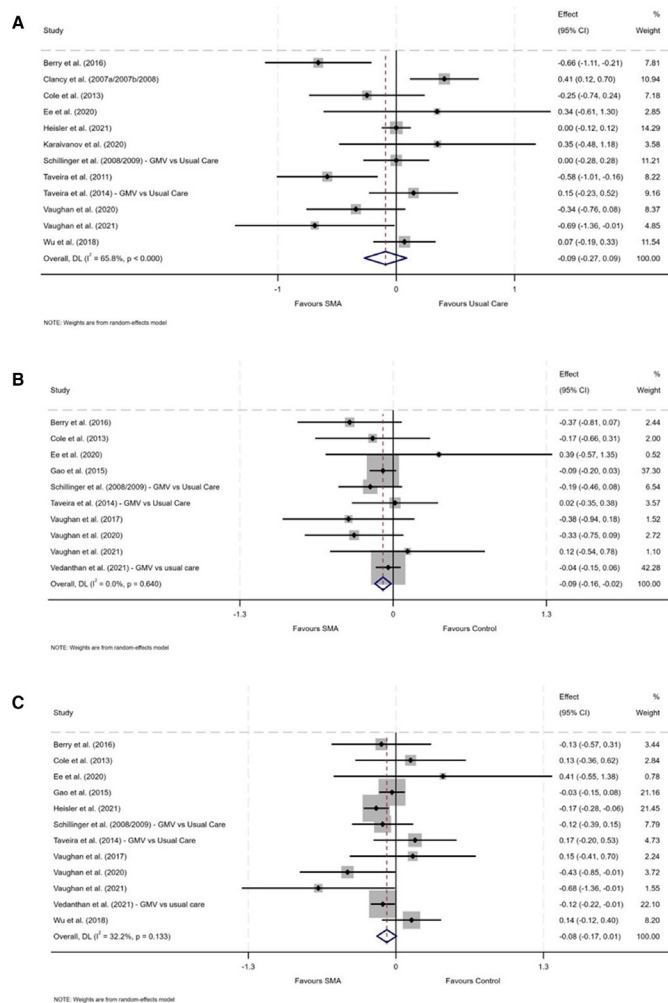 A
Effect %
Study (95% CI) Weight
Berry et al. (2016) -0.66 (-1.11, -0.21) 7.81
Clancy (2007a/2007b/2008) 0.41 (0.12, 0.70) 10.94
Cole et al. (2013) -0.25 (-0.74, 0.24) 7.18
Ee et al. (2020) 0.34 (-0.61, 1.30) 2.85
Heisler et al. (2021) 0.00 (-0.12, 0.12) 14.29
Karaivanov et al. (2020) 0.35 (-0.48, 1.18) 3.58
Schillinger et al. (2008/2009) - GMV vs Usual Care 0.00 (-0.28, 0.28) 11.21
Taveira et al. (2011) -0.58 (-1.01, -0.16) 8.22
Taveira et al. (2014) - GMV vs Usual Care 0.15 (-0.23, 0.52) 9.16
Vaughan et al. (2020) -0.34 (-0.76, 0.08) 8.37
Vaughan et al. (2021) -0.69 (-1.36, -0.01) 4.85
Wu et al. (2018) 0.07 (-0.19, 0.33) 11.54
Overall, DL (I² = 65.8%, p < 0.000) -0.09 (-0.27, 0.09) 100.00
-1 0 1
Favours SMA Favours Usual Care
NOTE: Weights are from random-effects model
B
Effect %
Study (95% CI) Weight
Berry et al. (2016) -0.37 (-0.81, 0.07) 2.44
Cole et al. (2013) -0.17 (-0.66, 0.31) 2.00
Ee et al. (2020) 0.39 (-0.57, 1.35) 0.52
Gao et al. (2015) -0.09 (-0.20, 0.03) 37.30
Schillinger et al. (2008/2009) - GMV vs Usual Care -0.19 (-0.46, 0.08) 6.54
Taveira et al. (2014) - GMV vs Usual Care 0.02 (-0.35, 0.38) 3.57
Vaughan et al. (2017) -0.38 (-0.94, 0.18) 1.52
Vaughan et al. (2020) -0.33 (-0.75, 0.09) 2.72
Vaughan et al. (2021) 0.12 (-0.54, 0.78) 1.10
Vedanthan et al. (2021) - GMV vs usual care -0.04 (-0.15, 0.06) 42.28
Overall, DL (I² = 0.0%, p = 0.640) -0.09 (-0.16, -0.02) 100.00
-1.3 0 1.3
Favours SMA Favours Control
NOTE: Weights are from random-effects model
C
Effect %
Study (95% CI) Weight
Berry et al. (2016) -0.13 (-0.57, 0.31) 3.44
Cole et al. (2013) 0.13 (-0.36, 0.62) 2.84
Ee et al. (2020) 0.41 (-0.55, 1.38) 0.78
Gao et al. (2015) -0.03 (-0.15, 0.08) 21.16
Heisler et al. (2021) -0.17 (-0.28, -0.06) 21.45
Schillinger et al. (2008/2009) - GMV vs Usual Care -0.12 (-0.39, 0.15) 7.79
Taveira et al. (2014) - GMV vs Usual Care 0.17 (-0.20, 0.53) 4.73
Vaughan et al. (2017) 0.15 (-0.41, 0.70) 2.24
Vaughan et al. (2020) -0.43 (-0.85, -0.01) 3.72
Vaughan et al. (2021) -0.68 (-1.36, -0.01) 1.55
Vedanthan et al. (2021) - GMV vs usual care -0.12 (-0.22, -0.01) 22.10
Wu et al. (2018) 0.14 (-0.12, 0.40) 8.20
Overall, DL (I² = 32.2%, p = 0.133) -0.08 (-0.17, 0.01) 100.00
-1.3 0 1.3
Favours SMA Favours Control
NOTE: Weights are from random-effects model